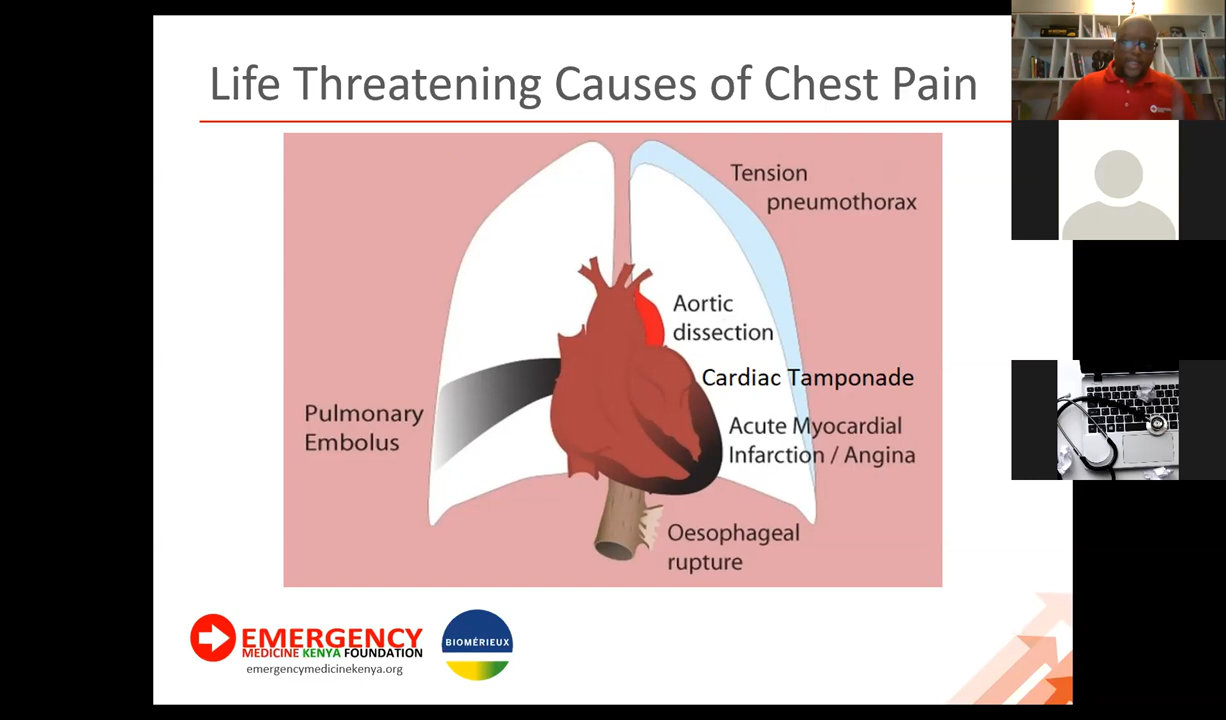 Life Threatening Causes of Chest Pain
Tension
pneumothorax
Aortic
dissection
Cardiac Tamponade
Pulmonary
Embolus
Acute Myocardial
Infarction / Angina
Oesophageal
rupture
EMERGENCY
MEDICINE KENYA FOUNDATION
emergencymedicinekenya.org
BIOMÉRIEUX